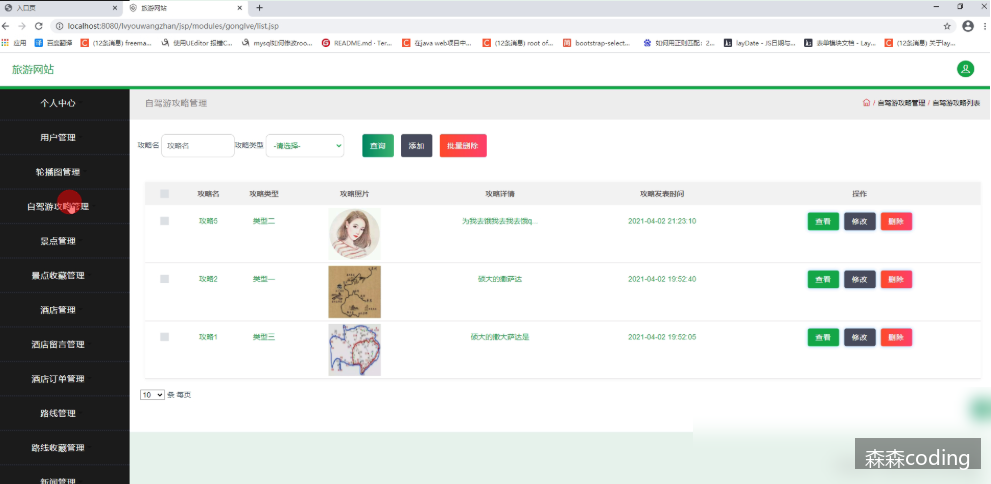 入口页
旅游网站
localhost:8080/lvyouwangzhan/jsp/modules/gonglve/list.jsp
应用
百度翻译
(12条消息) freema...
使用UEditor 报错C...
mysql如何修改roo...
README.md · Ter...
在java web项目中...
(12条消息) root of...
bootstrap-select...
如何用正则匹配：2...
layDate - JS日期与...
表单模块文档 - Lay...
(12条消息) 关于lay...
旅游网站
个人中心
用户管理
轮播图管理
自驾游攻略管理
景点管理
景点收藏管理
酒店管理
酒店留言管理
酒店订单管理
路线管理
路线收藏管理
新闻管理
自驾游攻略管理
/ 自驾游攻略管理 / 自驾游攻略列表
攻略名 攻略名 攻略类型 -请选择- 查询 添加 批量删除
攻略名 攻略类型 攻略照片 攻略详情 攻略发表时间 操作
攻略5 类型二 2021-04-02 21:23:10 查看 修改 删除
攻略2 类型一 硕大的撒萨达 2021-04-02 19:52:40 查看 修改 删除
攻略1 类型三 硕大的撒大萨达是 2021-04-02 19:52:05 查看 修改 删除
10 条 每页
森森coding